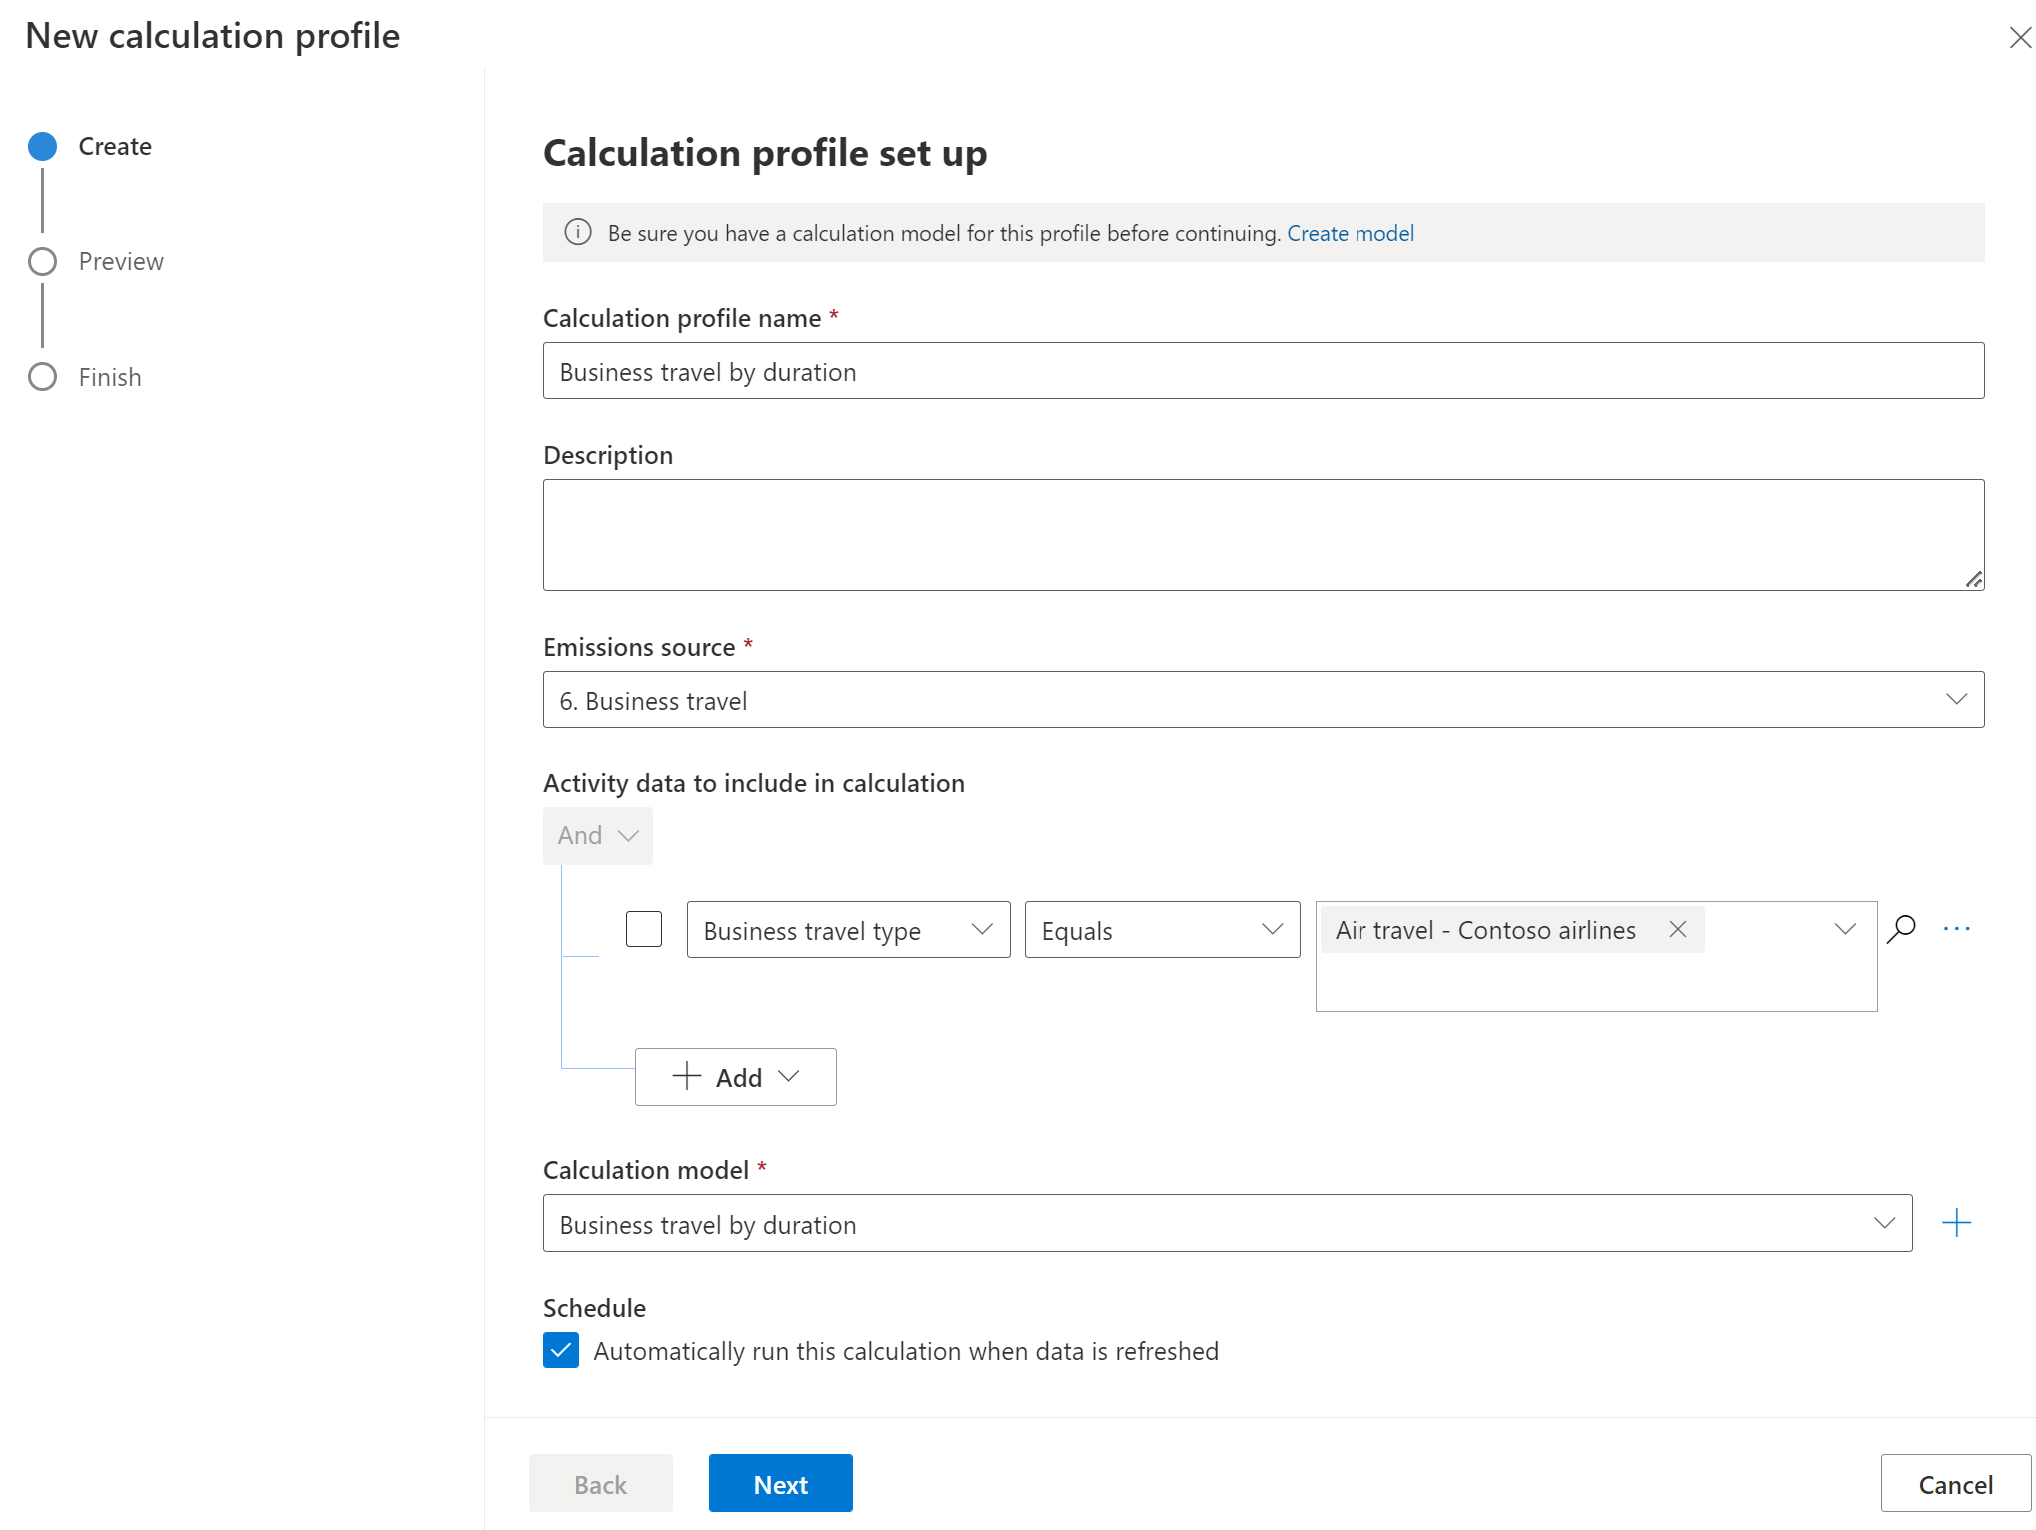 New calculation profile
Create
Preview
Finish
Calculation profile set up
Be sure you have a calculation model for this profile before continuing. Create model
Calculation profile name *
Business travel by duration
Description
Emissions source *
6. Business travel
Activity data to include in calculation
And
Business travel type
Equals
Air travel - Contoso airlines
Add
Calculation model *
Business travel by duration
Schedule
Automatically run this calculation when data is refreshed
Back
Next
Cancel